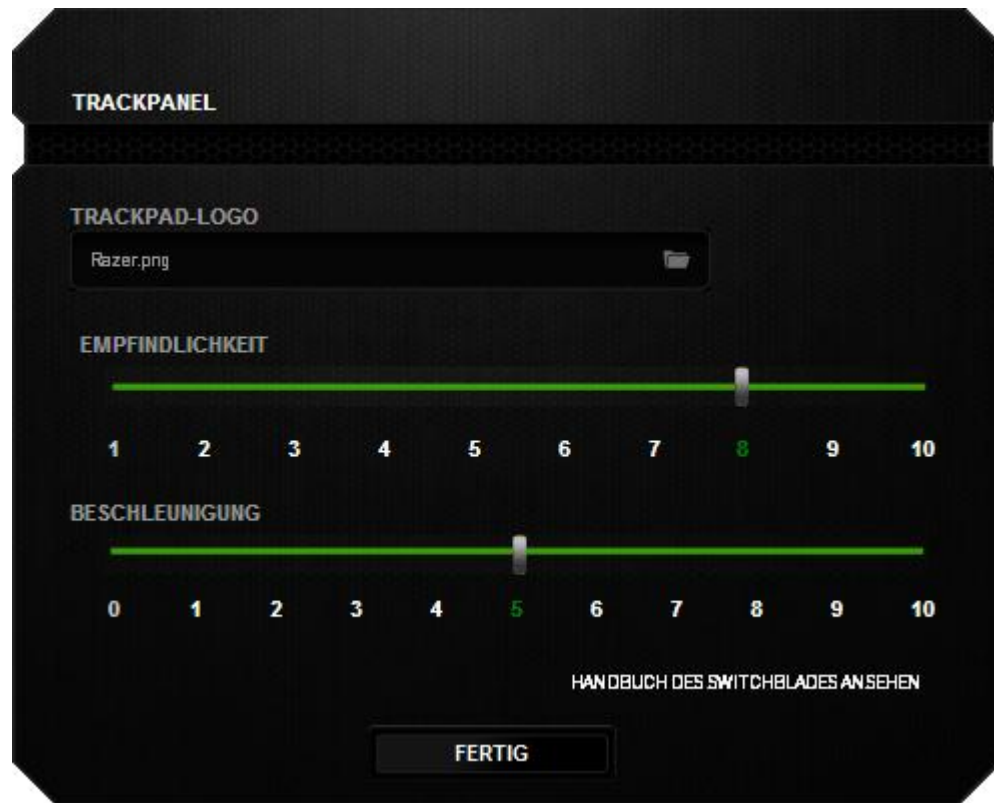 TRACKPANEL
TRACKPAD-LOGO
Razer.png
EMPFINDLICHKEIT
1 2 3 4 5 6 7 8 9 10
BESCHLEUNIGUNG
0 1 2 3 4 5 6 7 8 9 10
HANDBUCH DES SWITCHBLADES ANSEHEN
FERTIG